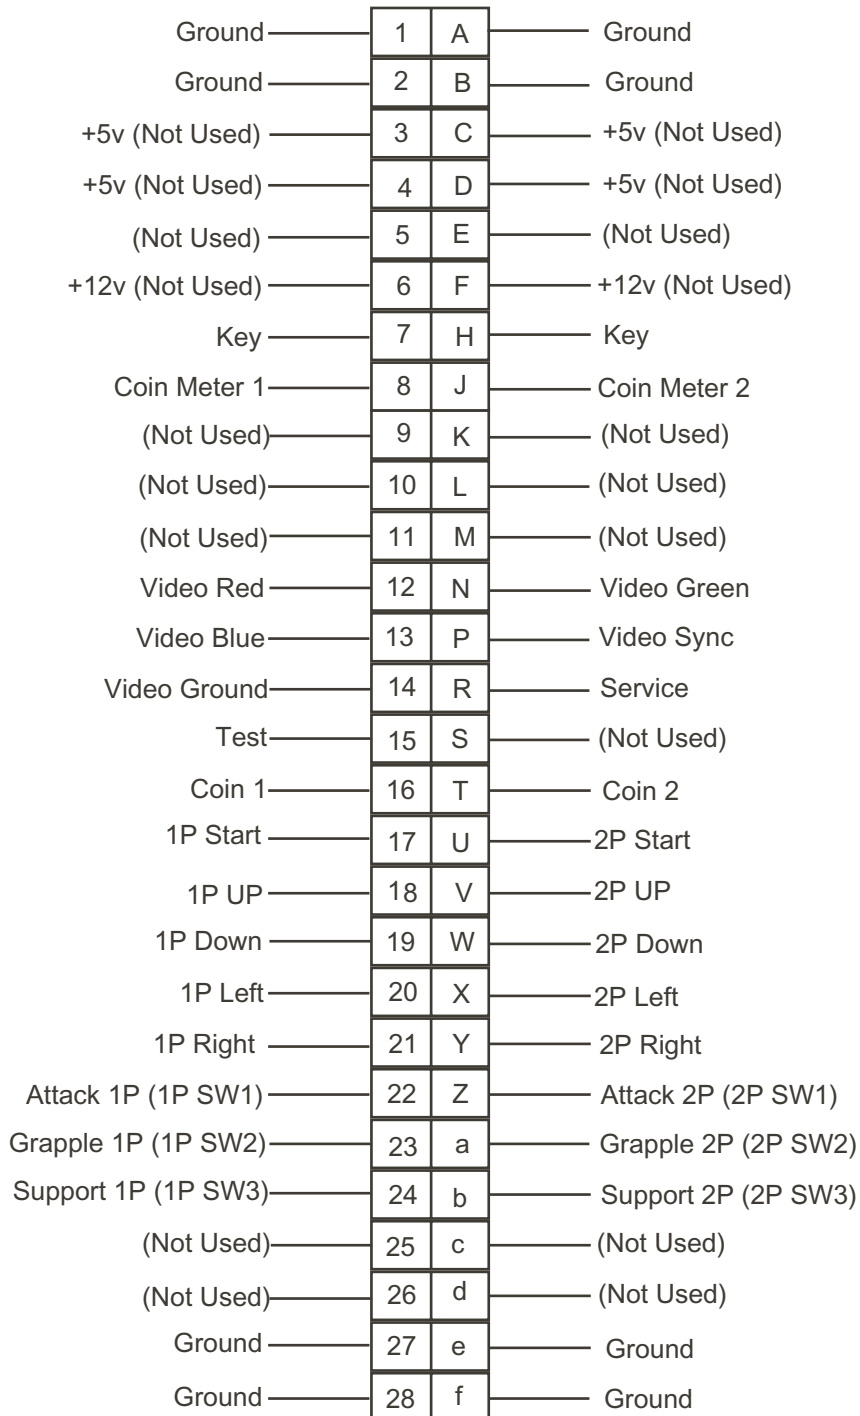 Ground 1 A Ground
Ground 2 B Ground
+5v (Not Used) 3 C +5v (Not Used)
+5v (Not Used) 4 D +5v (Not Used)
(Not Used) 5 E (Not Used)
+12v (Not Used) 6 F +12v (Not Used)
Key 7 H Key
Coin Meter 1 8 J Coin Meter 2
(Not Used) 9 K (Not Used)
(Not Used) 10 L (Not Used)
(Not Used) 11 M (Not Used)
Video Red 12 N Video Green
Video Blue 13 P Video Sync
Video Ground 14 R Service
Test 15 S (Not Used)
Coin 1 16 T Coin 2
1P Start 17 U 2P Start
1P UP 18 V 2P UP
1P Down 19 W 2P Down
1P Left 20 X 2P Left
1P Right 21 Y 2P Right
Attack 1P (1P SW1) 22 Z Attack 2P (2P SW1)
Grapple 1P (1P SW2) 23 a Grapple 2P (2P SW2)
Support 1P (1P SW3) 24 b Support 2P (2P SW3)
(Not Used) 25 c (Not Used)
(Not Used) 26 d (Not Used)
Ground 27 e Ground
Ground 28 f Ground